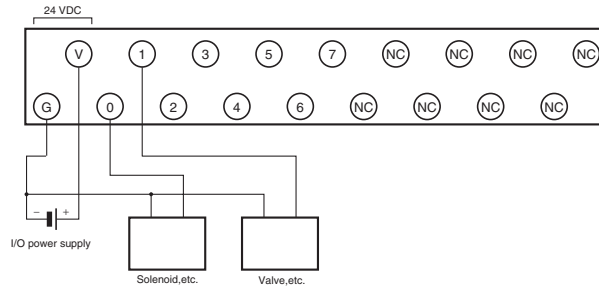 24 VDC
V 1 3 5 7 NC NC NC NC
G 0 2 4 6 NC NC NC NC
− +
I/O power supply
Solenoid,etc. Valve,etc.